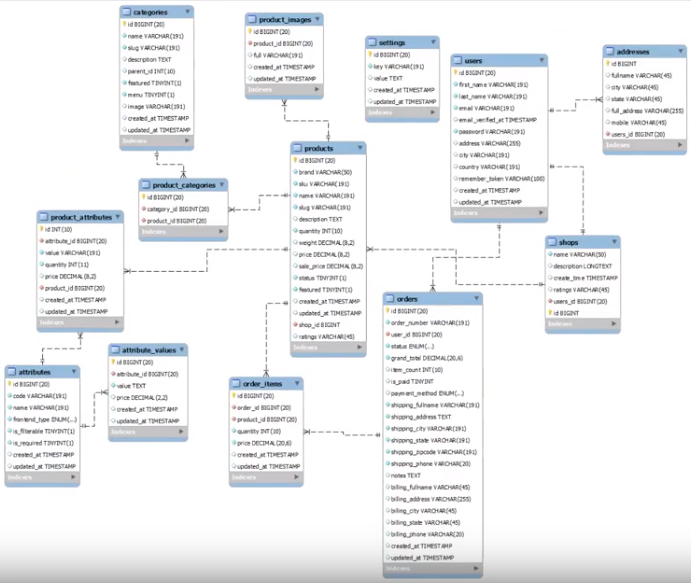 categories
id BIGINT(20)
name VARCHAR(191)
slug VARCHAR(191)
description TEXT
parent_id INT(10)
featured TINYINT(1)
menu TINYINT(1)
image VARCHAR(191)
created_at TIMESTAMP
updated_at TIMESTAMP
Indexes
product_images
id BIGINT(20)
product_id BIGINT(20)
full VARCHAR(191)
created_at TIMESTAMP
updated_at TIMESTAMP
Indexes
settings
id BIGINT(20)
key VARCHAR(191)
value TEXT
created_at TIMESTAMP
updated_at TIMESTAMP
Indexes
users
id BIGINT(20)
first_name VARCHAR(191)
last_name VARCHAR(191)
email VARCHAR(191)
email_verified_at TIMESTAMP
password VARCHAR(191)
address VARCHAR(255)
city VARCHAR(191)
country VARCHAR(191)
remember_token VARCHAR(100)
created_at TIMESTAMP
updated_at TIMESTAMP
Indexes
addresses
id BIGINT
fullname VARCHAR(45)
city VARCHAR(45)
state VARCHAR(45)
full_address VARCHAR(255)
mobile VARCHAR(45)
users_id BIGINT(20)
Indexes
product_categories
id BIGINT(20)
category_id BIGINT(20)
product_id BIGINT(20)
Indexes
products
id BIGINT(20)
brand VARCHAR(50)
sku VARCHAR(191)
name VARCHAR(191)
slug VARCHAR(191)
description TEXT
quantity INT(10)
weight DECIMAL(8,2)
price DECIMAL(8,2)
sale_price DECIMAL(8,2)
status TINYINT(1)
featured TINYINT(1)
created_at TIMESTAMP
updated_at TIMESTAMP
shop_id BIGINT
ratings VARCHAR(45)
Indexes
product_attributes
id INT(10)
attribute_id BIGINT(20)
value VARCHAR(191)
quantity INT(11)
price DECIMAL(8,2)
product_id BIGINT(20)
created_at TIMESTAMP
updated_at TIMESTAMP
Indexes
shops
name VARCHAR(50)
description LONGTEXT
create_time TIMESTAMP
ratings VARCHAR(45)
users_id BIGINT(20)
id BIGINT
Indexes
orders
id BIGINT(20)
order_number VARCHAR(191)
user_id BIGINT(20)
status ENUM(...)
grand_total DECIMAL(20,6)
item_count INT(10)
is_paid TINYINT
payment_method ENUM(...)
shipping_fullname VARCHAR(191)
shipping_address TEXT
shipping_city VARCHAR(191)
shipping_state VARCHAR(191)
shipping_zipcode VARCHAR(191)
shipping_phone VARCHAR(20)
notes TEXT
billing_fullname VARCHAR(45)
billing_address VARCHAR(255)
billing_city VARCHAR(45)
billing_state VARCHAR(45)
billing_phone VARCHAR(20)
created_at TIMESTAMP
updated_at TIMESTAMP
Indexes
attributes
id BIGINT(20)
code VARCHAR(191)
name VARCHAR(191)
frontend_type ENUM(...)
is_filterable TINYINT(1)
is_required TINYINT(1)
created_at TIMESTAMP
updated_at TIMESTAMP
Indexes
attribute_values
id BIGINT(20)
attribute_id BIGINT(20)
value TEXT
price DECIMAL(2,2)
created_at TIMESTAMP
updated_at TIMESTAMP
Indexes
order_items
id BIGINT(20)
order_id BIGINT(20)
product_id BIGINT(20)
quantity INT(10)
price DECIMAL(20,6)
created_at TIMESTAMP
updated_at TIMESTAMP
Indexes